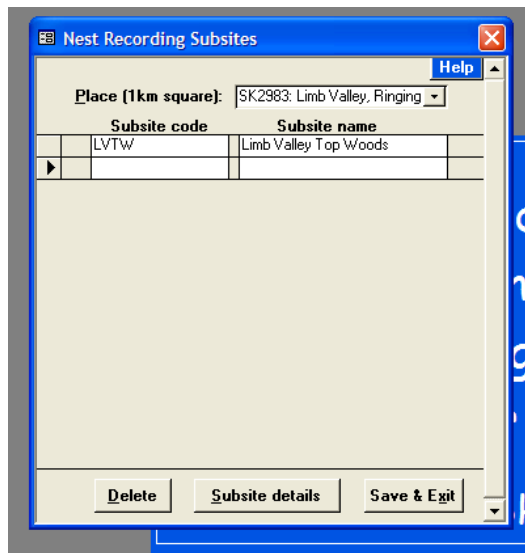 Nest Recording Subsites
Help
Place (1km square): SK2983: Limb Valley, Ringing
Subsite code Subsite name
LVTW Limb Valley Top Woods
Delete Subsite details Save & Exit